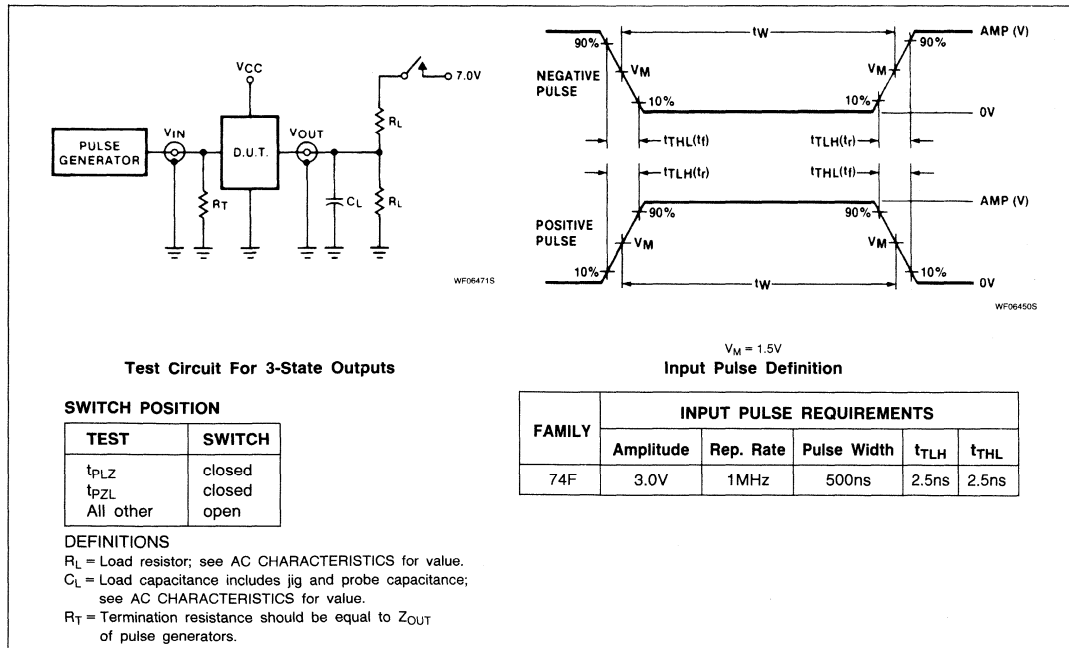 VCC
7.0V
RL
PULSE
GENERATOR
VIN
D.U.T.
VOUT
RT
CL
RL
WF06471S
Test Circuit For 3-State Outputs
NEGATIVE
PULSE
90%
tW
90%
AMP (V)
VM
VM
10%
10%
0V
tTHL(tf)
tTLH(tr)
tTLH(tr)
tTHL(tf)
POSITIVE
PULSE
90%
90%
AMP (V)
VM
VM
10%
tW
10%
0V
WF06450S
VM = 1.5V
Input Pulse Definition
SWITCH POSITION
TEST SWITCH
tPLZ closed
tPZL closed
All other open
FAMILY INPUT PULSE REQUIREMENTS
Amplitude Rep. Rate Pulse Width tTLH tTHL
74F 3.0V 1MHz 500ns 2.5ns 2.5ns
DEFINITIONS
RL = Load resistor; see AC CHARACTERISTICS for value.
CL = Load capacitance includes jig and probe capacitance;
see AC CHARACTERISTICS for value.
RT = Termination resistance should be equal to ZOUT
of pulse generators.